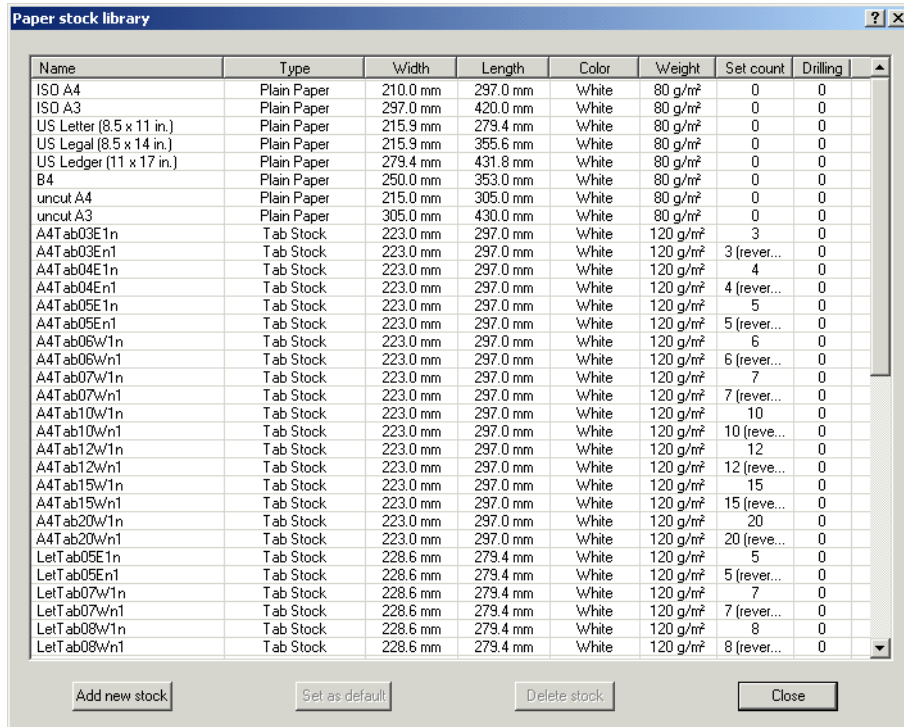 Paper stock library
Name Type Width Length Color Weight Set count Drilling
ISO A4 Plain Paper 210.0 mm 297.0 mm White 80 g/m² 0 0
ISO A3 Plain Paper 297.0 mm 420.0 mm White 80 g/m² 0 0
US Letter (8.5 x 11 in.) Plain Paper 215.9 mm 279.4 mm White 80 g/m² 0 0
US Legal (8.5 x 14 in.) Plain Paper 215.9 mm 355.6 mm White 80 g/m² 0 0
US Ledger (11 x 17 in.) Plain Paper 279.4 mm 431.8 mm White 80 g/m² 0 0
B4 Plain Paper 250.0 mm 353.0 mm White 80 g/m² 0 0
uncut A4 Plain Paper 215.0 mm 305.0 mm White 80 g/m² 0 0
uncut A3 Plain Paper 305.0 mm 430.0 mm White 80 g/m² 0 0
A4Tab03E1n Tab Stock 223.0 mm 297.0 mm White 120 g/m² 3 0
A4Tab03En1 Tab Stock 223.0 mm 297.0 mm White 120 g/m² 3 (rever... 0
A4Tab04E1n Tab Stock 223.0 mm 297.0 mm White 120 g/m² 4 0
A4Tab04En1 Tab Stock 223.0 mm 297.0 mm White 120 g/m² 4 (rever... 0
A4Tab05E1n Tab Stock 223.0 mm 297.0 mm White 120 g/m² 5 0
A4Tab05En1 Tab Stock 223.0 mm 297.0 mm White 120 g/m² 5 (rever... 0
A4Tab06W1n Tab Stock 223.0 mm 297.0 mm White 120 g/m² 6 0
A4Tab06Wn1 Tab Stock 223.0 mm 297.0 mm White 120 g/m² 6 (rever... 0
A4Tab07W1n Tab Stock 223.0 mm 297.0 mm White 120 g/m² 7 0
A4Tab07Wn1 Tab Stock 223.0 mm 297.0 mm White 120 g/m² 7 (rever... 0
A4Tab10W1n Tab Stock 223.0 mm 297.0 mm White 120 g/m² 10 0
A4Tab10Wn1 Tab Stock 223.0 mm 297.0 mm White 120 g/m² 10 (reve... 0
A4Tab12W1n Tab Stock 223.0 mm 297.0 mm White 120 g/m² 12 0
A4Tab12Wn1 Tab Stock 223.0 mm 297.0 mm White 120 g/m² 12 (reve... 0
A4Tab15W1n Tab Stock 223.0 mm 297.0 mm White 120 g/m² 15 0
A4Tab15Wn1 Tab Stock 223.0 mm 297.0 mm White 120 g/m² 15 (reve... 0
A4Tab20W1n Tab Stock 223.0 mm 297.0 mm White 120 g/m² 20 0
A4Tab20Wn1 Tab Stock 223.0 mm 297.0 mm White 120 g/m² 20 (reve... 0
LetTab05E1n Tab Stock 228.6 mm 279.4 mm White 120 g/m² 5 0
LetTab05En1 Tab Stock 228.6 mm 279.4 mm White 120 g/m² 5 (rever... 0
LetTab07W1n Tab Stock 228.6 mm 279.4 mm White 120 g/m² 7 0
LetTab07Wn1 Tab Stock 228.6 mm 279.4 mm White 120 g/m² 7 (rever... 0
LetTab08W1n Tab Stock 228.6 mm 279.4 mm White 120 g/m² 8 0
LetTab08Wn1 Tab Stock 228.6 mm 279.4 mm White 120 g/m² 8 (rever... 0
Add new stock Set as default Delete stock Close